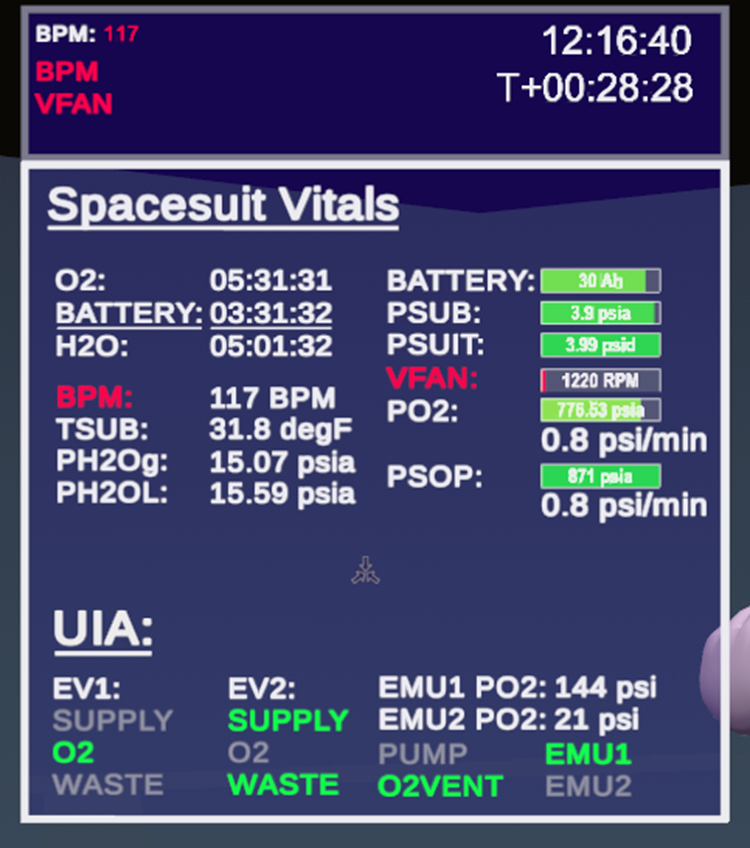 BPM: 117
BPM
VFAN
12:16:40
T+00:28:28
Spacesuit Vitals
O2: 05:31:31
BATTERY: 03:31:32
H2O: 05:01:32
BPM: 117 BPM
TSUB: 31.8 degF
PH2Og: 15.07 psia
PH2OL: 15.59 psia
BATTERY: 30 Ah
PSUB: 3.9 psia
PSUIT: 3.99 psid
VFAN: 1220 RPM
PO2: 776.53 psia
0.8 psi/min
PSOP: 871 psia
0.8 psi/min
UIA:
EV1: EV2: EMU1 PO2: 144 psi
SUPPLY SUPPLY EMU2 PO2: 21 psi
O2 O2 PUMP EMU1
WASTE WASTE O2VENT EMU2